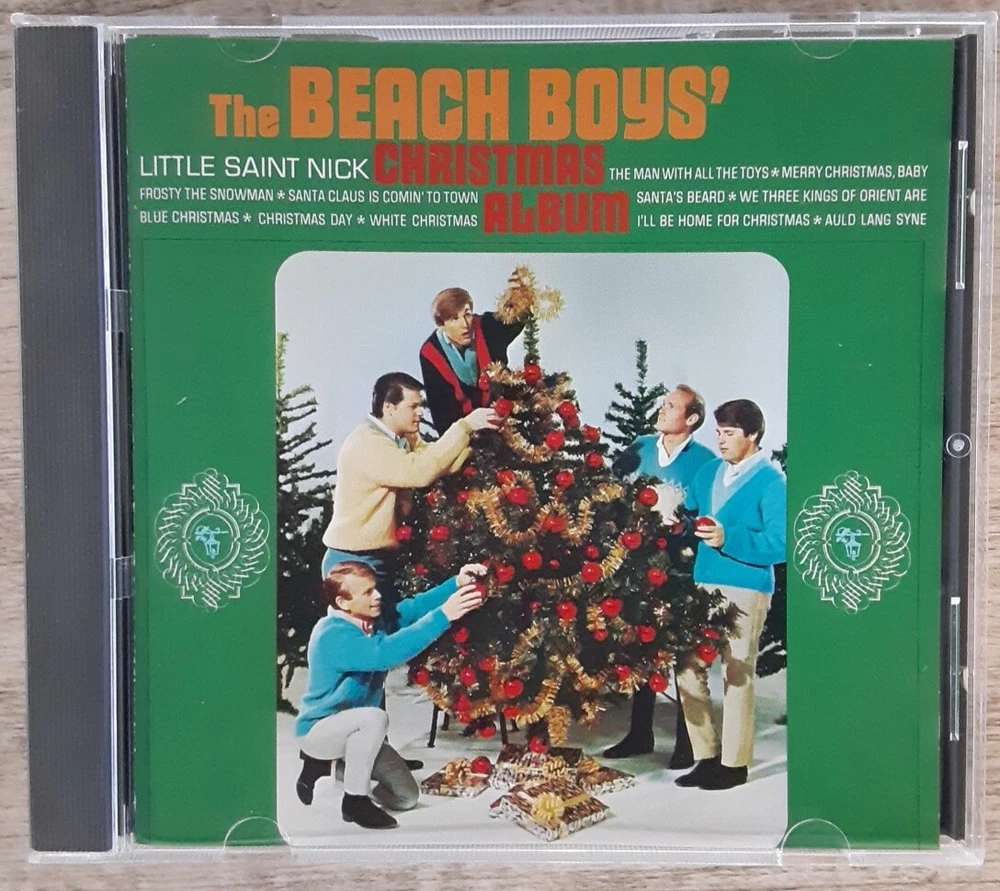 The BEACH BOYS'
CHRISTMAS
ALBUM
LITTLE SAINT NICK
FROSTY THE SNOWMAN * SANTA CLAUS IS COMIN' TO TOWN
BLUE CHRISTMAS * CHRISTMAS DAY * WHITE CHRISTMAS
THE MAN WITH ALL THE TOYS * MERRY CHRISTMAS, BABY
SANTA'S BEARD * WE THREE KINGS OF ORIENT ARE
I'LL BE HOME FOR CHRISTMAS * AULD LANG SYNE